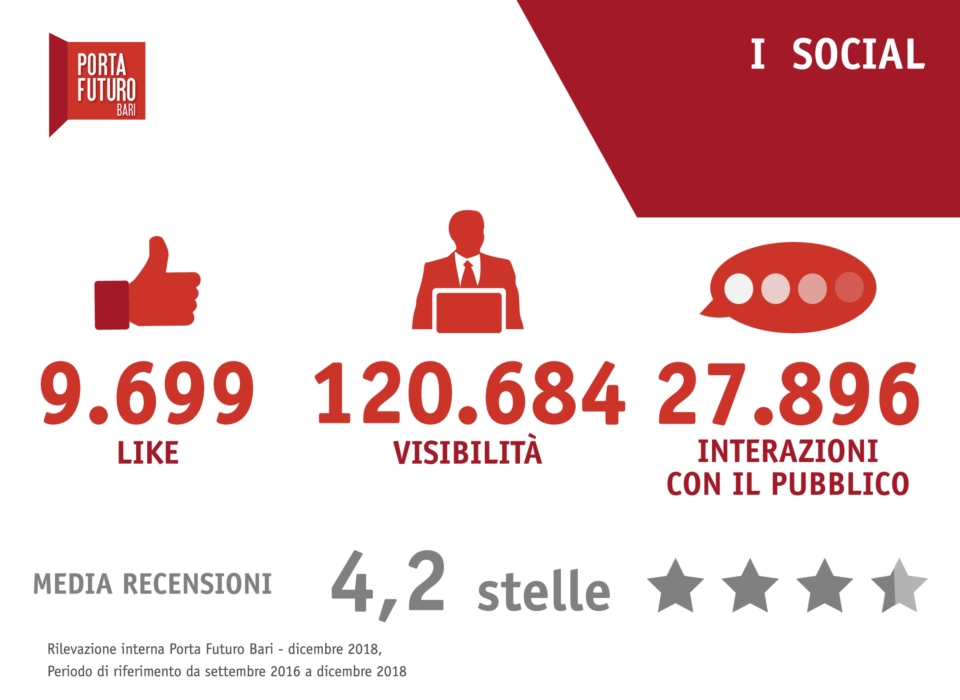 PORTA
FUTURO
BARI
I SOCIAL
9.699
LIKE
120.684
VISIBILITÀ
27.896
INTERAZIONI
CON IL PUBBLICO
MEDIA RECENSIONI 4,2 stelle
Rilevazione interna Porta Futuro Bari - dicembre 2018,
Periodo di riferimento da settembre 2016 a dicembre 2018